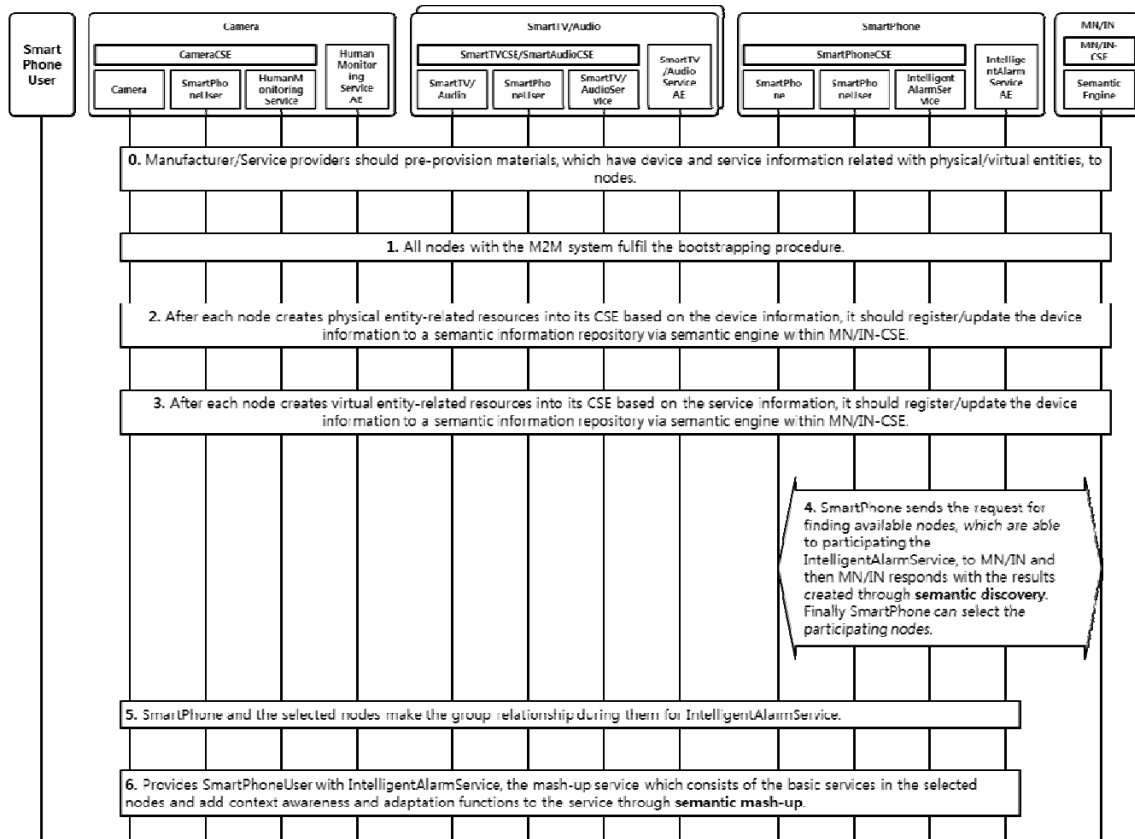 Smart
Phone
User
Camera
CameraCSE
Camera
SmartPho
neUser
HumanM
onitoring
Service
Human
Monitor
ing
Service
AE
SmartTV/Audio
SmartTVCSE/SmartAudioCSE
SmartTV/
Audio
SmartPho
neUser
SmartTV/
AudioSer
vice
SmartTV
/Audio
Service
AE
SmartPhone
SmartPhoneCSE
SmartPho
ne
SmartPho
neUser
Intelligent
AlarmSer
vice
Intellige
ntAlarm
Service
AE
MN/IN
MN/IN-
CSE
Semantic
Engine
0. Manufacturer/Service providers should pre-provision materials, which have device and service information related with physical/virtual entities, to
nodes.
1. All nodes with the M2M system fulfil the bootstrapping procedure.
2. After each node creates physical entity-related resources into its CSE based on the device information, it should register/update the device
information to a semantic information repository via semantic engine within MN/IN-CSE.
3. After each node creates virtual entity-related resources into its CSE based on the service information, it should register/update the device
information to a semantic information repository via semantic engine within MN/IN-CSE.
4. SmartPhone sends the request for
finding available nodes, which are able
to participating the
IntelligentAlarmService, to MN/IN and
then MN/IN responds with the results
created through semantic discovery.
Finally SmartPhone can select the
participating nodes.
5. SmartPhone and the selected nodes make the group relationship during them for IntelligentAlarmService.
6. Provides SmartPhoneUser with IntelligentAlarmService, the mash-up service which consists of the basic services in the selected
nodes and add context awareness and adaptation functions to the service through semantic mash-up.